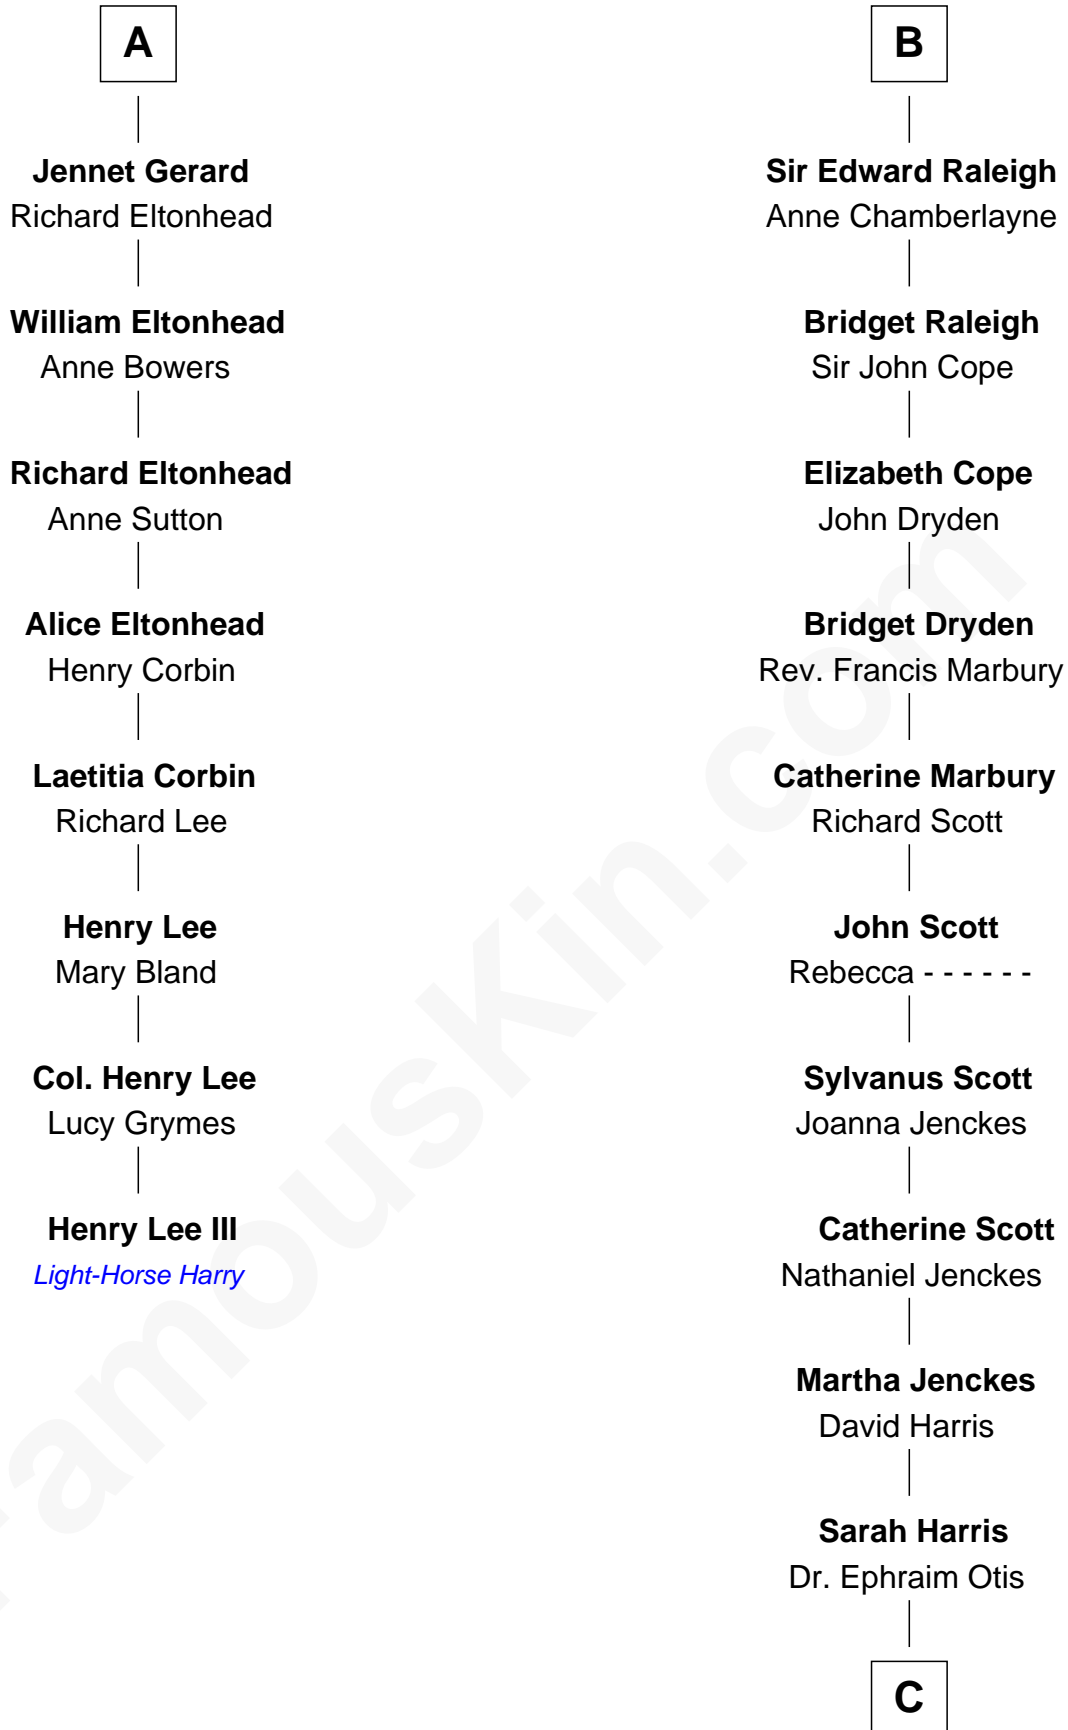 A
Jennet Gerard
Richard Eltonhead
William Eltonhead
Anne Bowers
Richard Eltonhead
Anne Sutton
Alice Eltonhead
Henry Corbin
Laetitia Corbin
Richard Lee
Henry Lee
Mary Bland
Col. Henry Lee
Lucy Grymes
Henry Lee III
Light-Horse Harry
B
Sir Edward Raleigh
Anne Chamberlayne
Bridget Raleigh
Sir John Cope
Elizabeth Cope
John Dryden
Bridget Dryden
Rev. Francis Marbury
Catherine Marbury
Richard Scott
John Scott
Rebecca - - - - - -
Sylvanus Scott
Joanna Jenckes
Catherine Scott
Nathaniel Jenckes
Martha Jenckes
David Harris
Sarah Harris
Dr. Ephraim Otis
C
FamousKin.com